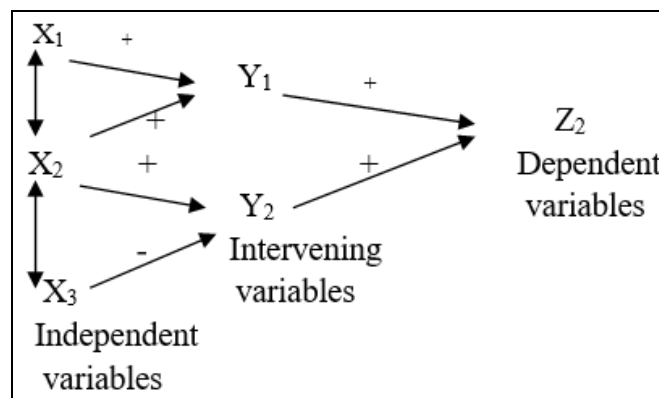 X₁
+
Y₁
+
+
Z₂
X₂
+
+
Dependent
variables
Y₂
-
Intervening
variables
X₃
Independent
variables